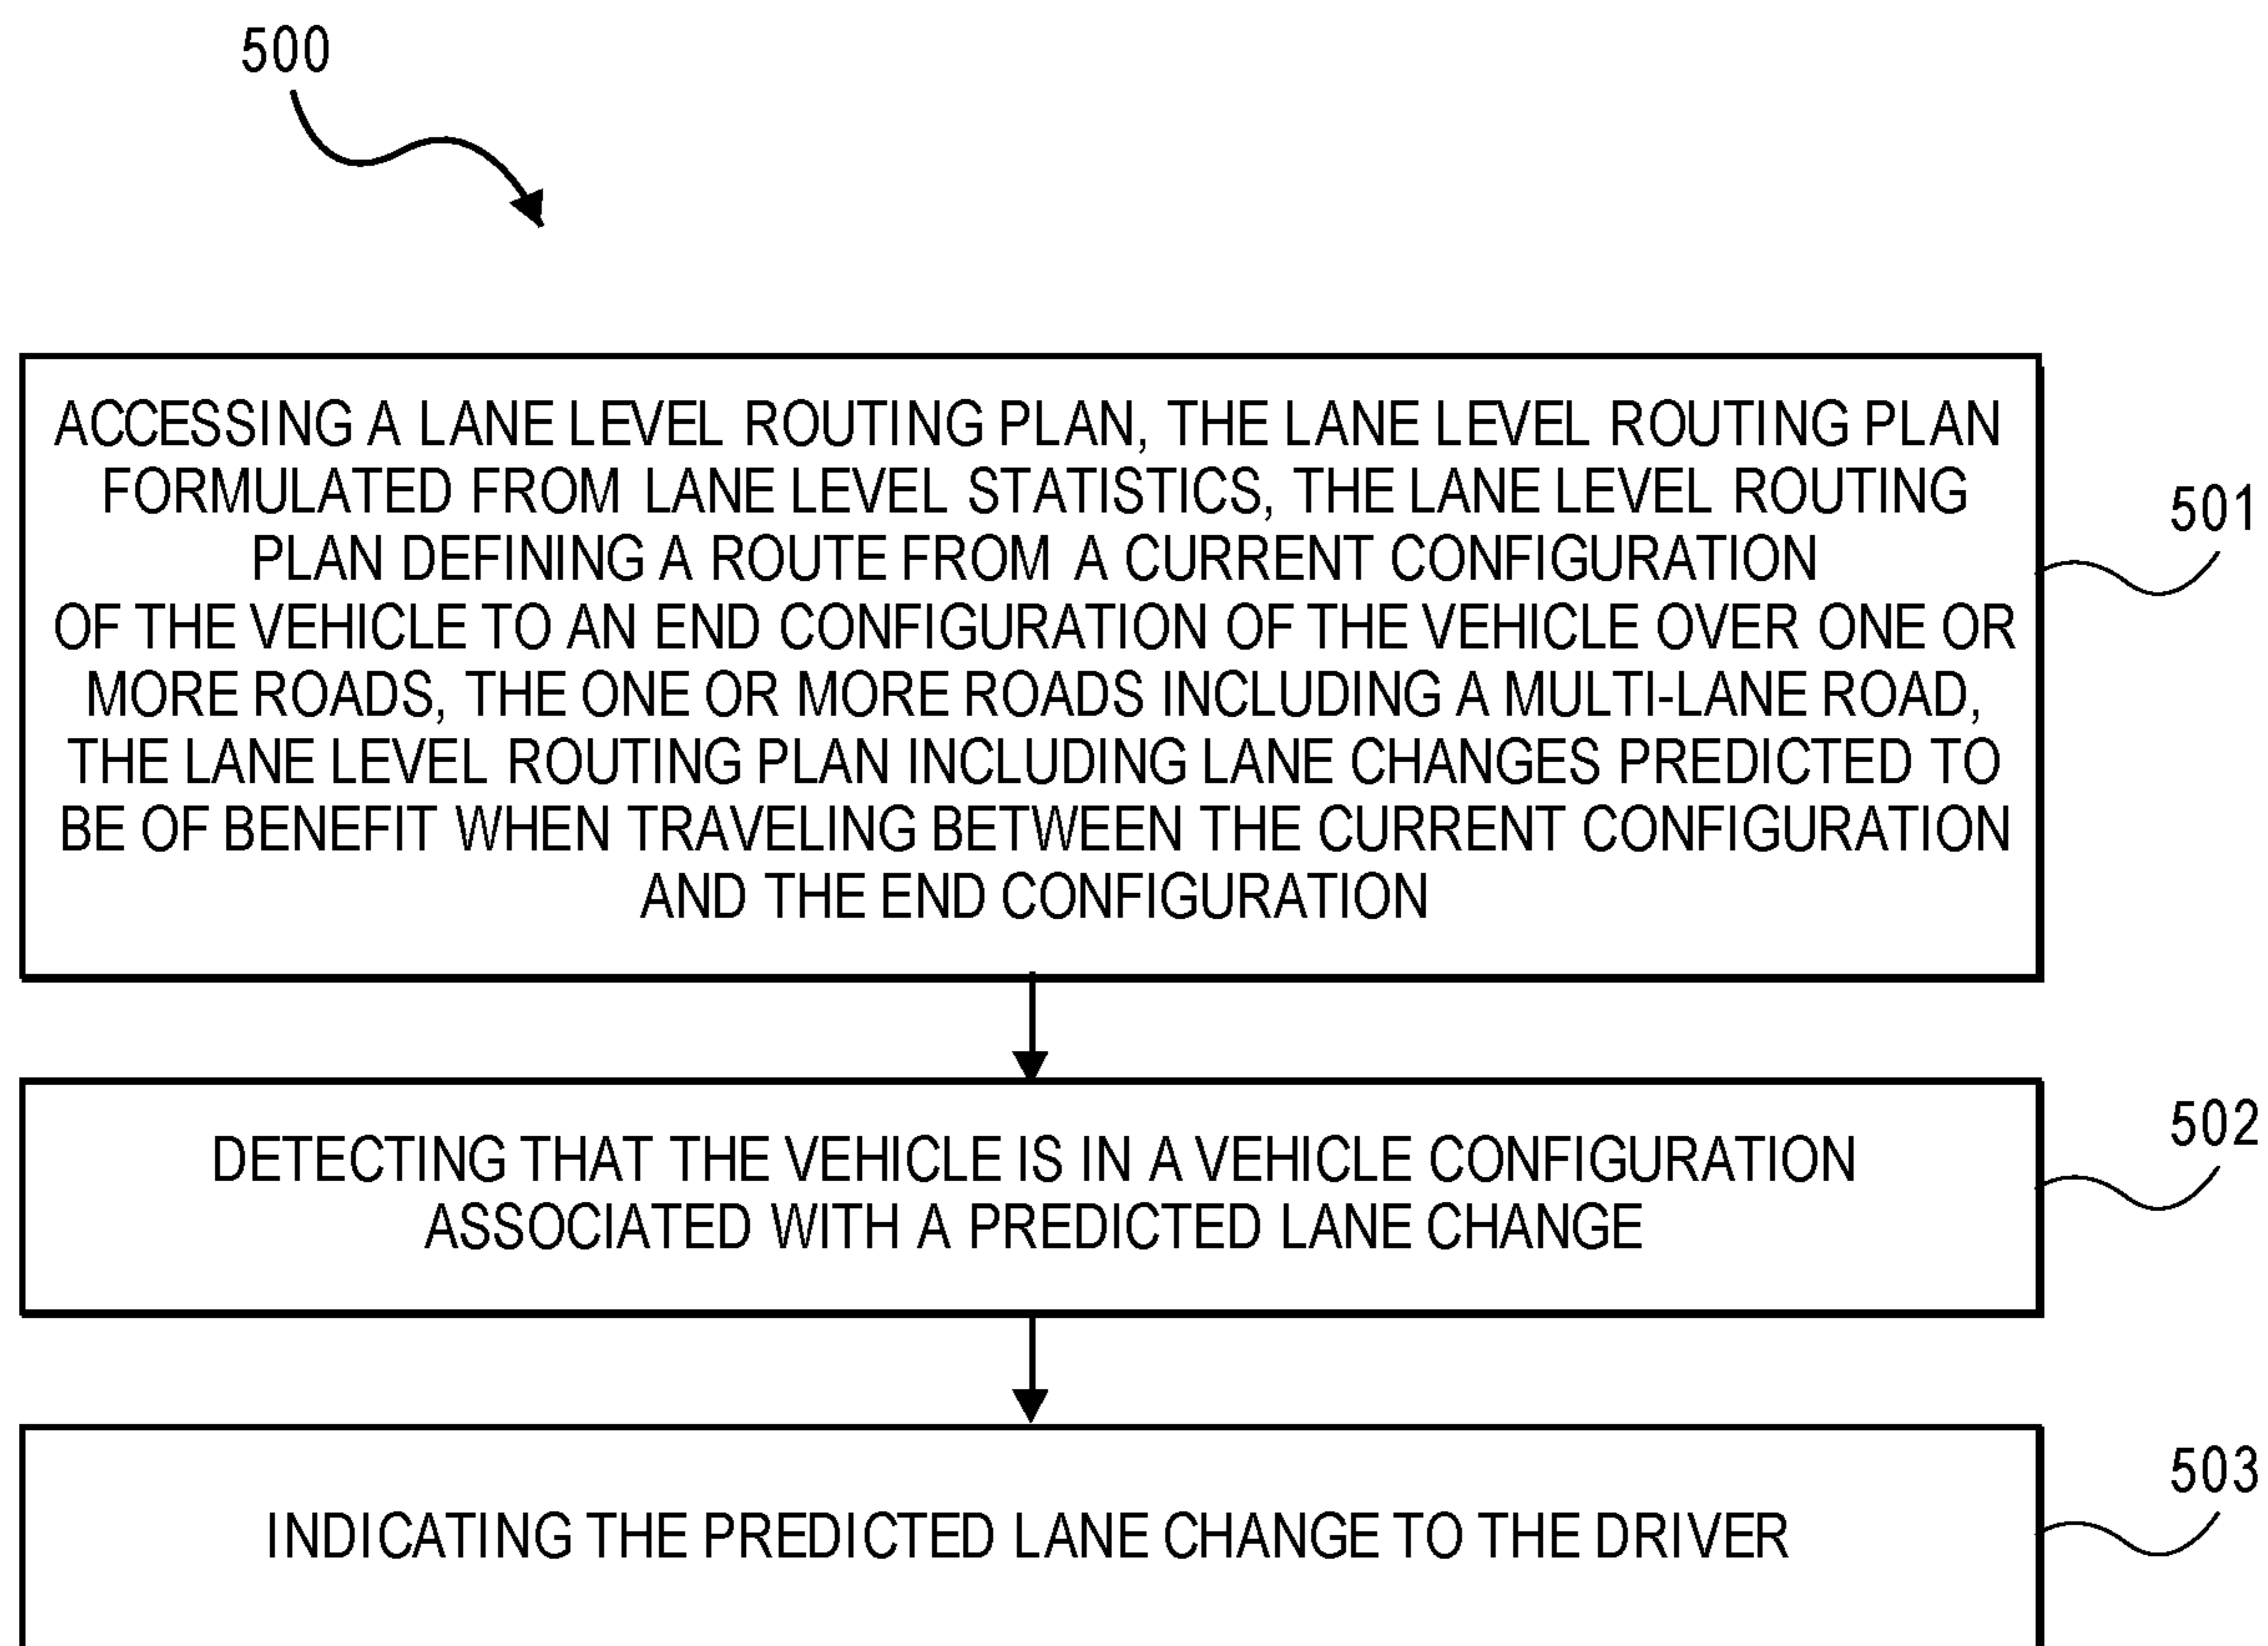 500
ACCESSING A LANE LEVEL ROUTING PLAN, THE LANE LEVEL ROUTING PLAN
FORMULATED FROM LANE LEVEL STATISTICS, THE LANE LEVEL ROUTING
PLAN DEFINING A ROUTE FROM A CURRENT CONFIGURATION
OF THE VEHICLE TO AN END CONFIGURATION OF THE VEHICLE OVER ONE OR
MORE ROADS, THE ONE OR MORE ROADS INCLUDING A MULTI-LANE ROAD,
THE LANE LEVEL ROUTING PLAN INCLUDING LANE CHANGES PREDICTED TO
BE OF BENEFIT WHEN TRAVELING BETWEEN THE CURRENT CONFIGURATION
AND THE END CONFIGURATION
501
DETECTING THAT THE VEHICLE IS IN A VEHICLE CONFIGURATION
ASSOCIATED WITH A PREDICTED LANE CHANGE
502
INDICATING THE PREDICTED LANE CHANGE TO THE DRIVER
503